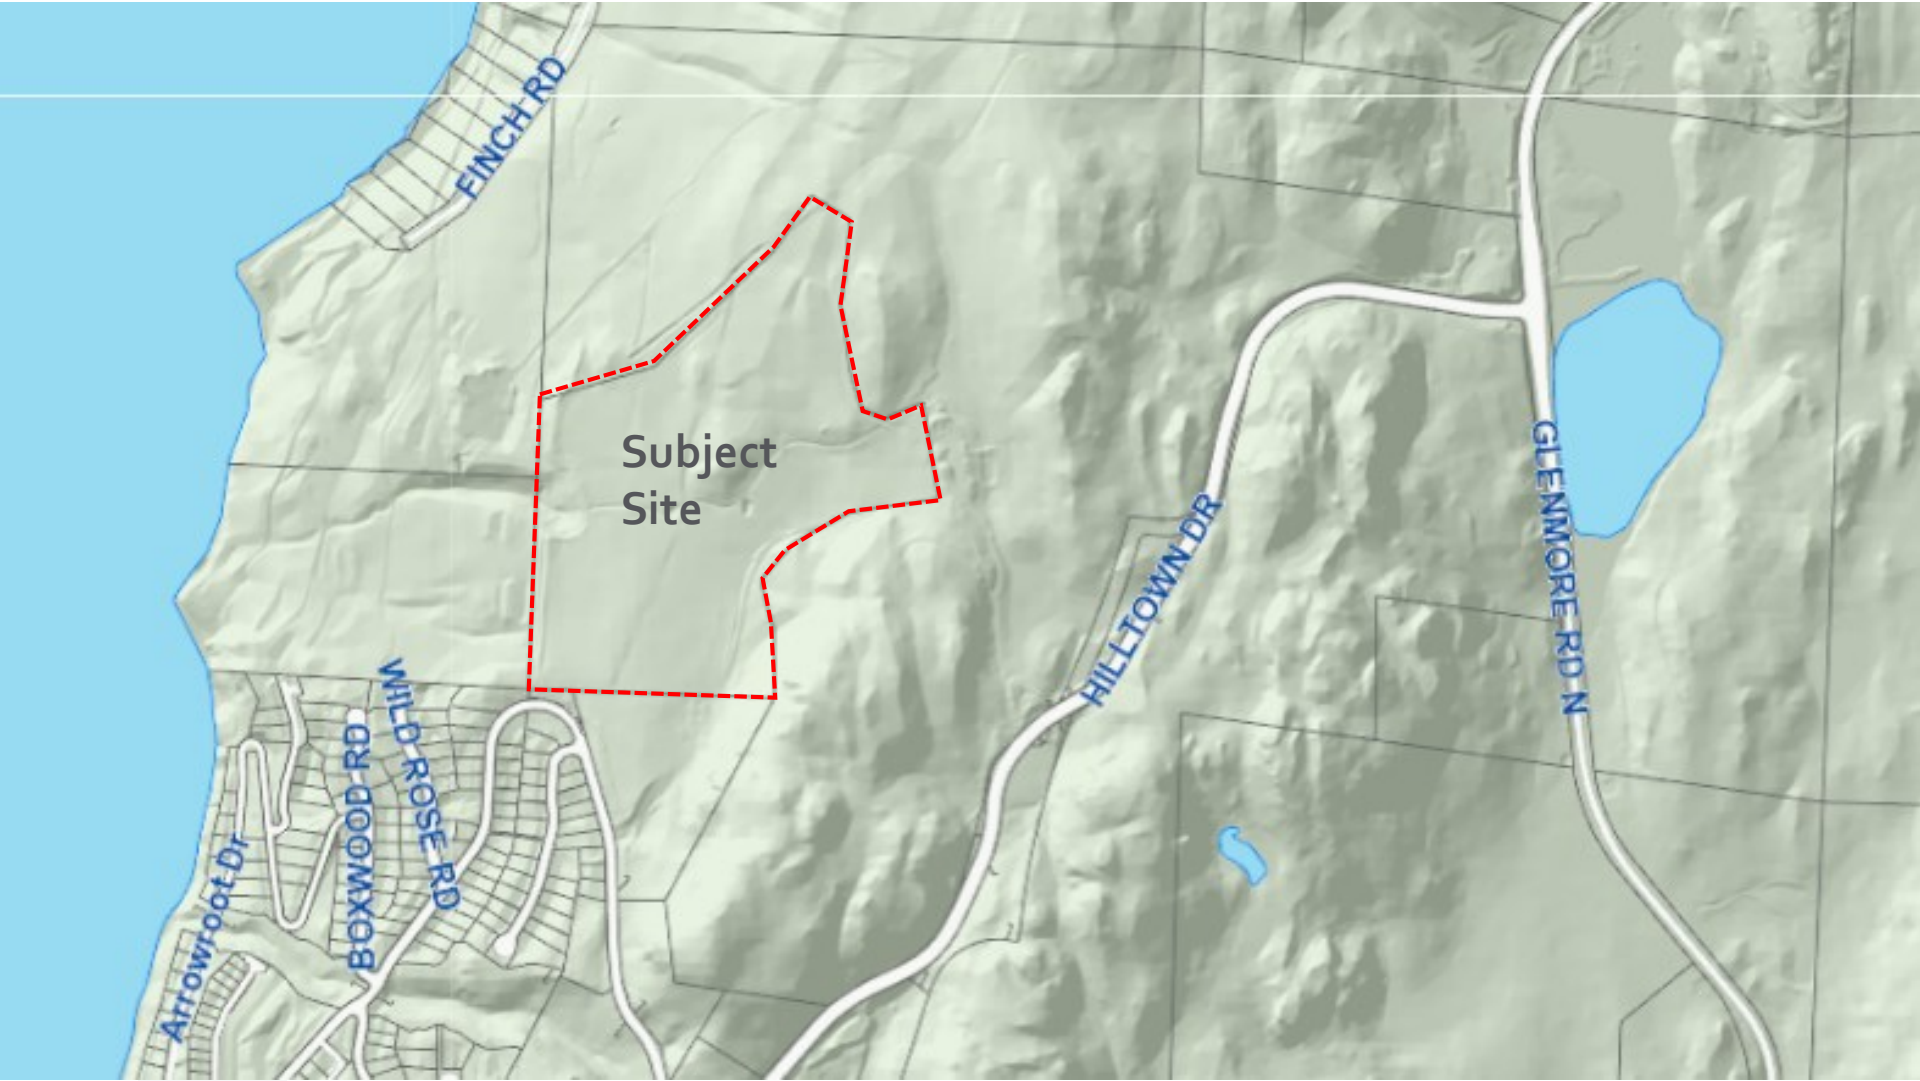 FINCH RD
Subject
Site
GLENMORE RD N
HILLTOWN DR
WILD ROSE RD
BOXWOOD RD
Arrowroot Dr